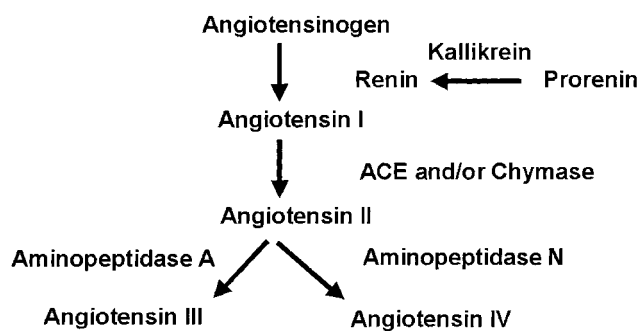 Angiotensinogen
Kallikrein
Renin Prorenin
Angiotensin I
ACE and/or Chymase
Angiotensin II
Aminopeptidase A Aminopeptidase N
Angiotensin III Angiotensin IV